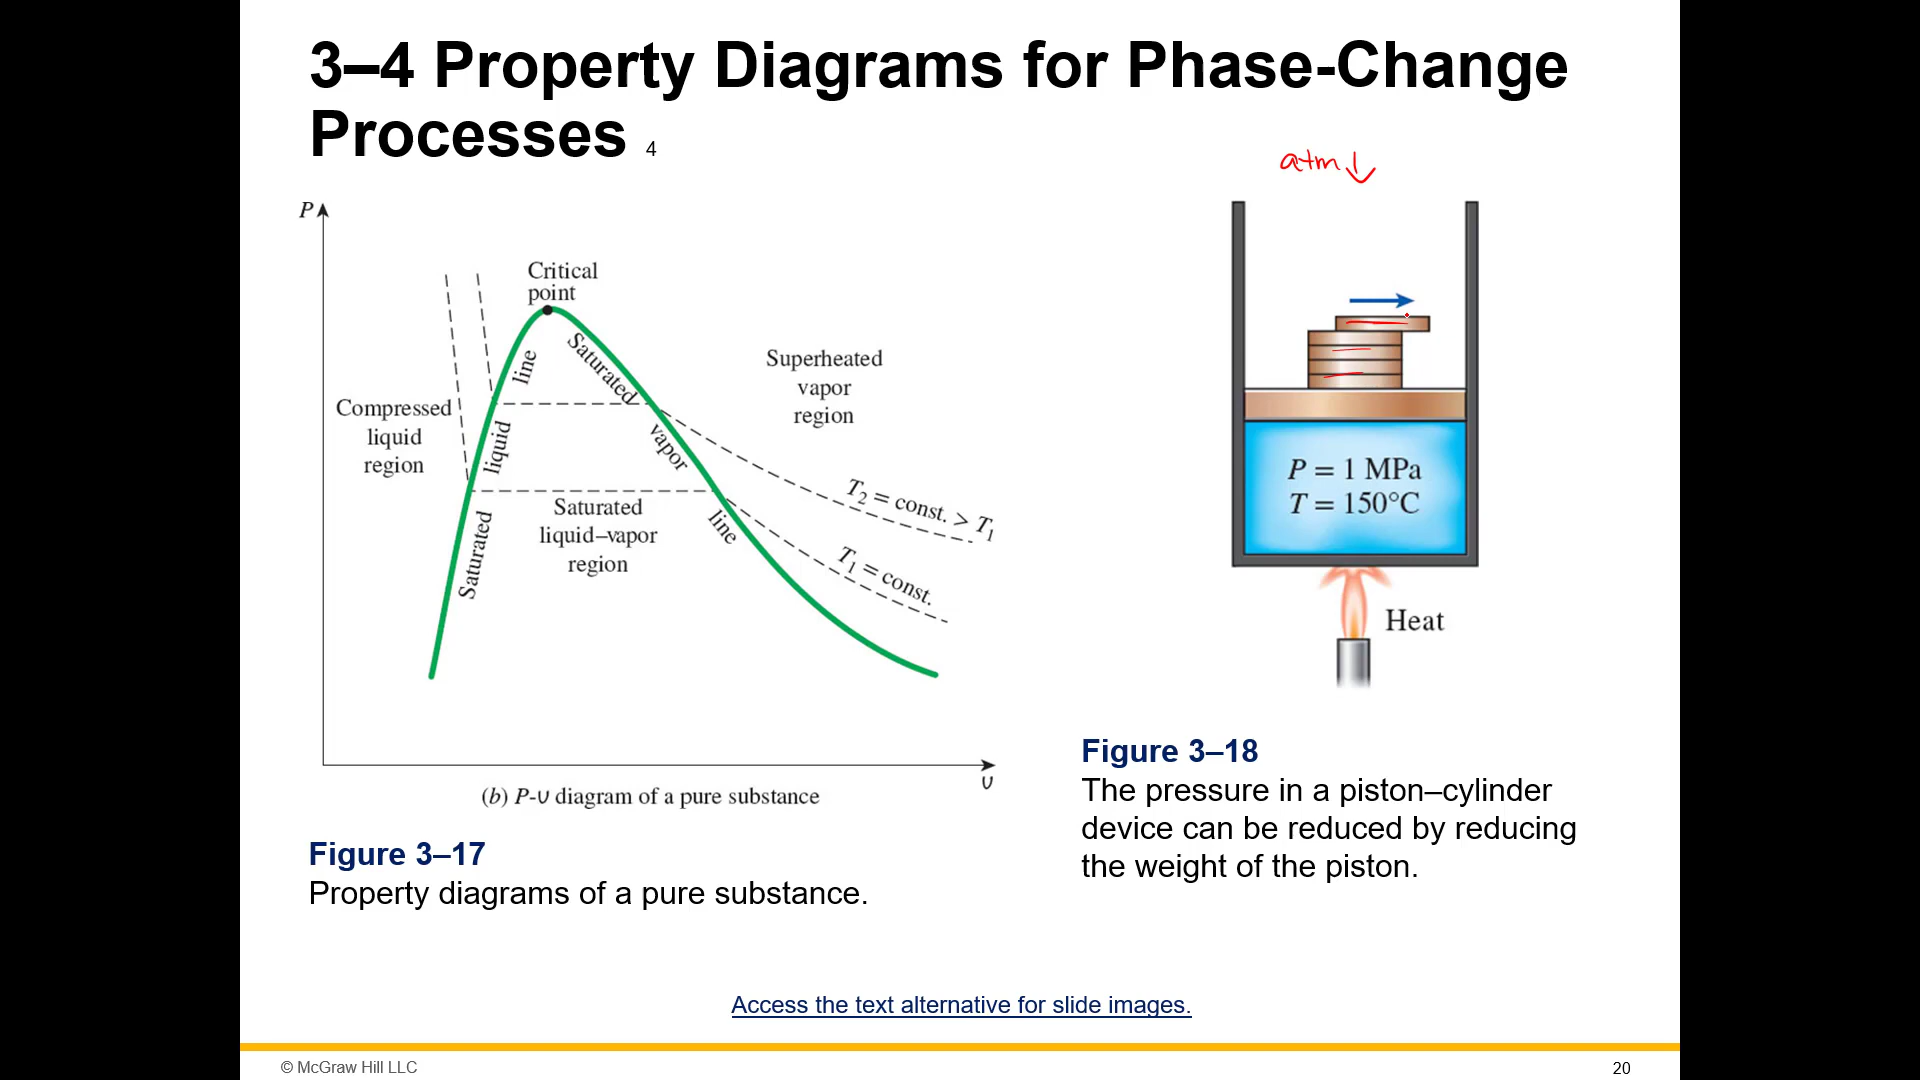 3–4 Property Diagrams for Phase-Change
Processes 4
atm
P
Critical
point
Saturated liquid line
Saturated vapor line
Compressed
liquid
region
Superheated
vapor
region
Saturated
liquid–vapor
region
T₂ = const. > T₁
T₁ = const.
υ
(b) P-υ diagram of a pure substance
Figure 3–17
Property diagrams of a pure substance.
P = 1 MPa
T = 150°C
Heat
Figure 3–18
The pressure in a piston–cylinder
device can be reduced by reducing
the weight of the piston.
Access the text alternative for slide images.
© McGraw Hill LLC
20